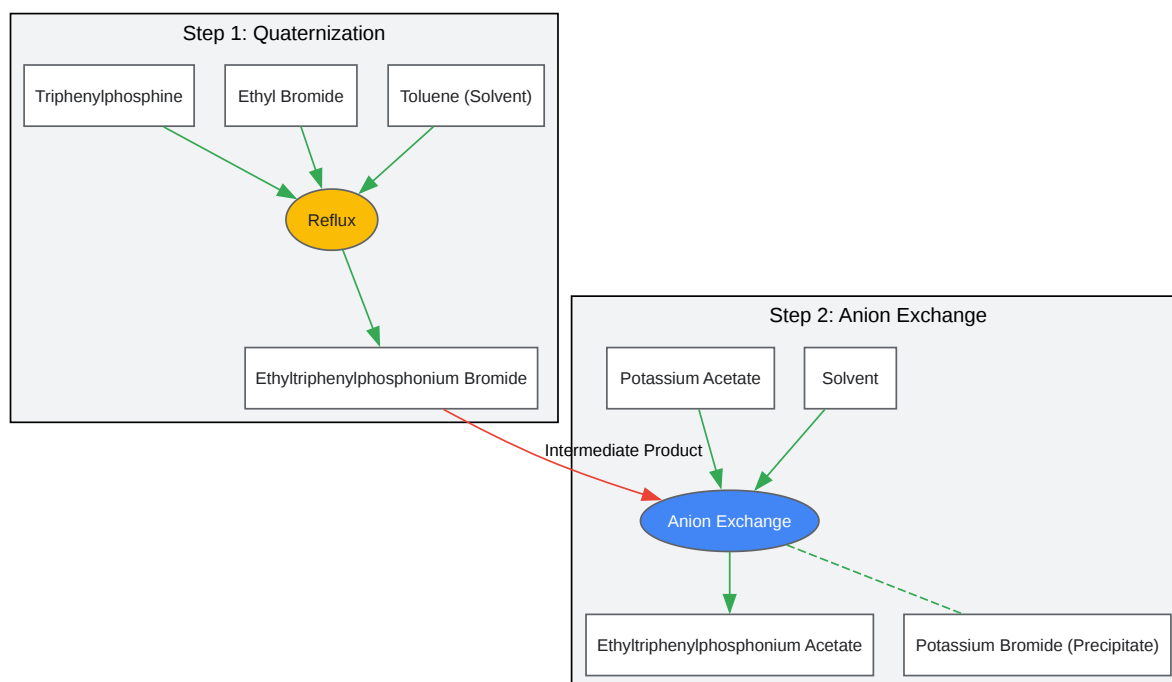 Step 1: Quaternization
Triphenylphosphine
Ethyl Bromide
Toluene (Solvent)
Reflux
Ethyltriphenylphosphonium Bromide
Intermediate Product
Step 2: Anion Exchange
Potassium Acetate
Solvent
Anion Exchange
Ethyltriphenylphosphonium Acetate
Potassium Bromide (Precipitate)